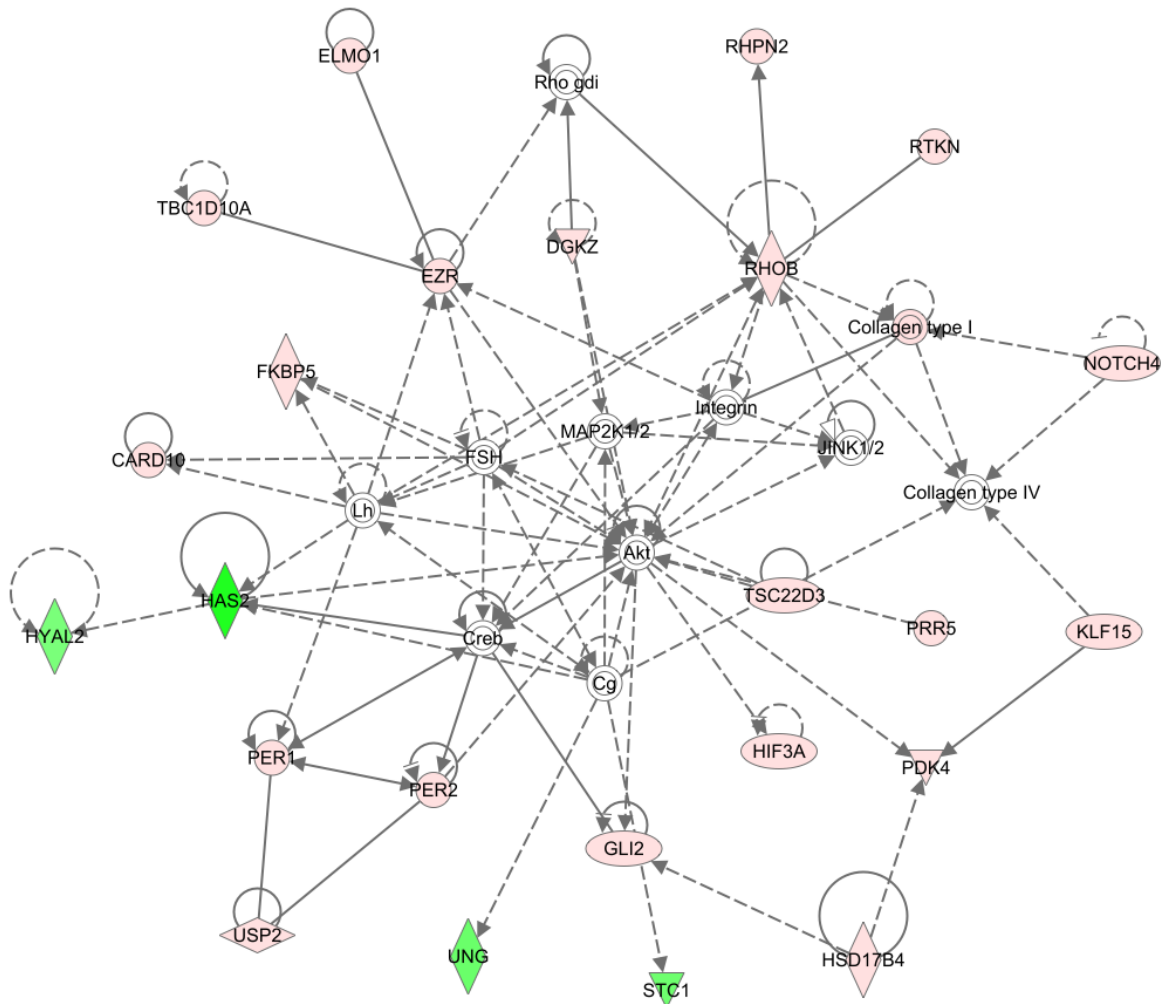 ELMO1
RHPN2
Rho gdi
RTKN
TBC1D10A
DGKZ
EZR
RHOB
Collagen type I
NOTCH4
FKBP5
Integrin
MAP2K1/2
JINK1/2
CARD10
FSH
Collagen type IV
Lh
Akt
TSC22D3
HAS2
PRR5
KLF15
HYAL2
Creb
Cg
HIF3A
PER1
PDK4
PER2
GLI2
USP2
UNG
HSD17B4
STC1